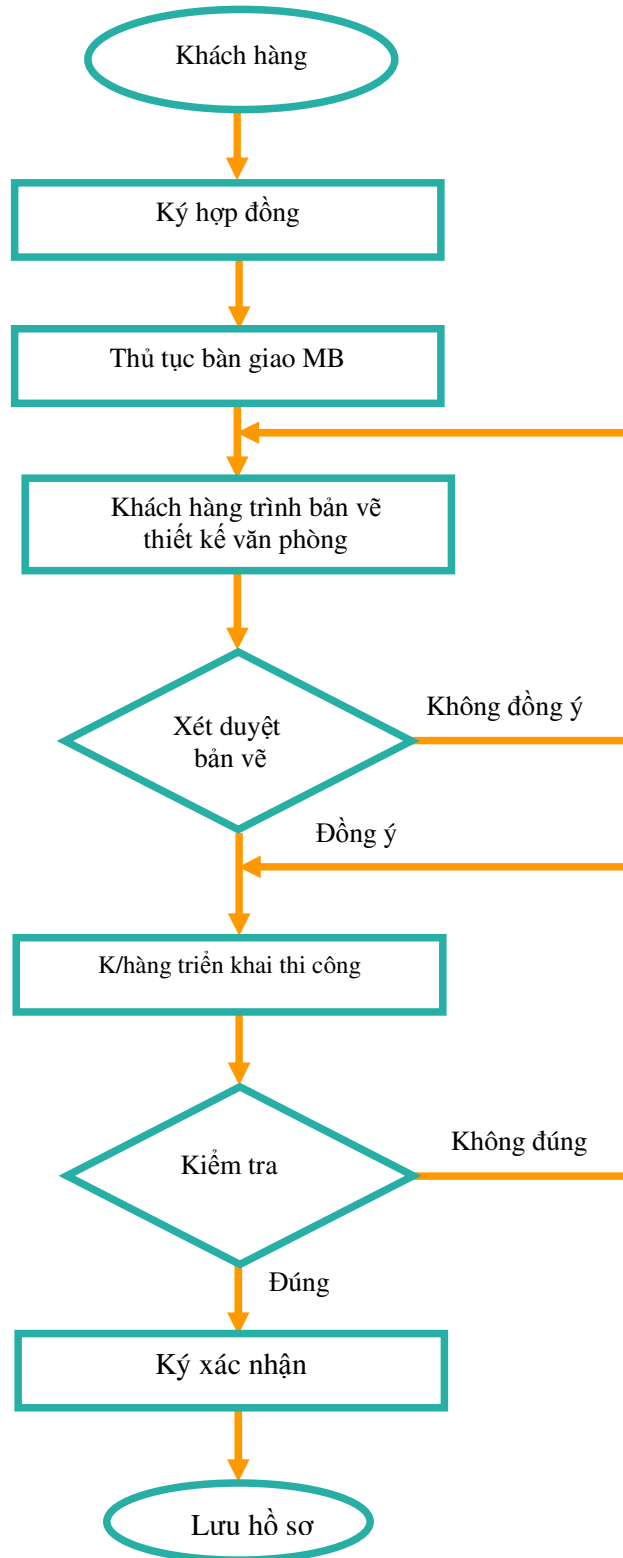 Khách hàng
Ký hợp đồng
Thủ tục bàn giao MB
Khách hàng trình bản vẽ
thiết kế văn phòng
Không đồng ý
Xét duyệt
bản vẽ
Đồng ý
K/hàng triển khai thi công
Không đúng
Kiểm tra
Đúng
Ký xác nhận
Lưu hồ sơ